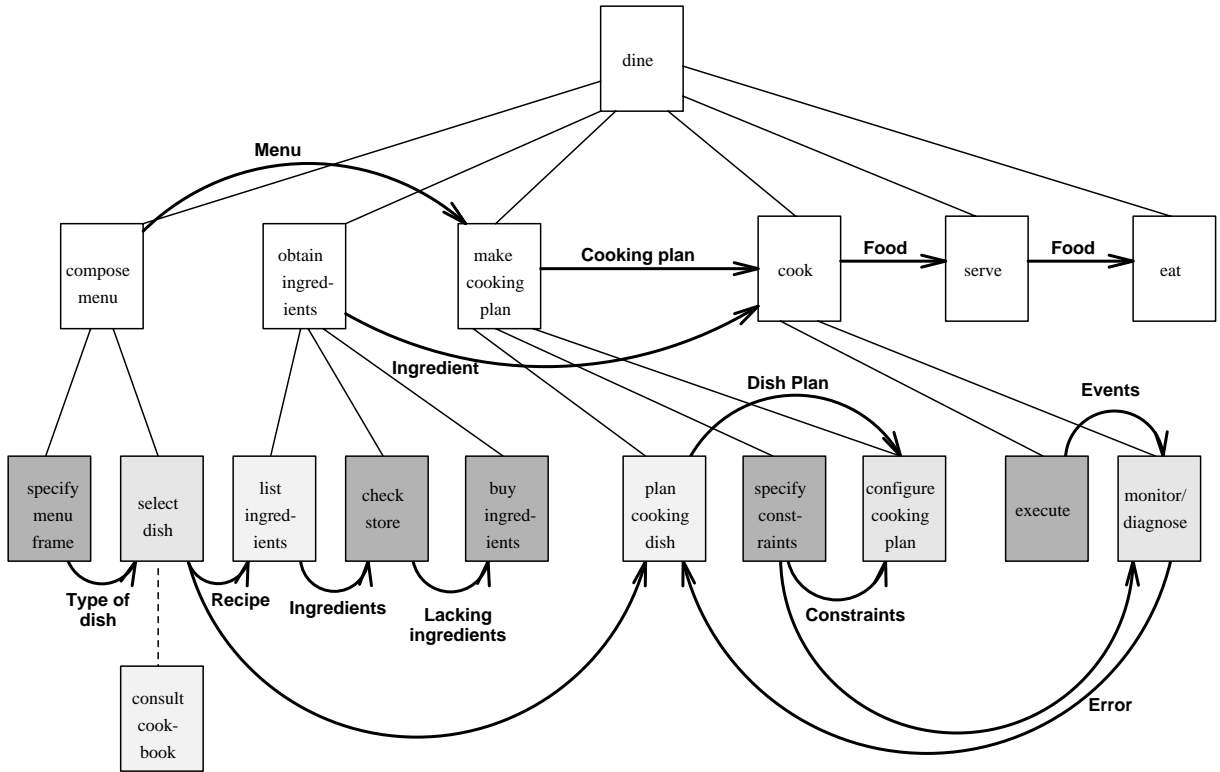 dine
Menu
compose
menu
obtain
ingred-
ients
make
cooking
plan
Cooking plan
cook
Food
serve
Food
eat
Ingredient
Dish Plan
Events
specify
menu
frame
select
dish
list
ingred-
ients
check
store
buy
ingred-
ients
plan
cooking
dish
specify
const-
raints
configure
cooking
plan
execute
monitor/
diagnose
Type of
dish
Recipe
Ingredients
Lacking
ingredients
Constraints
Error
consult
cook-
book